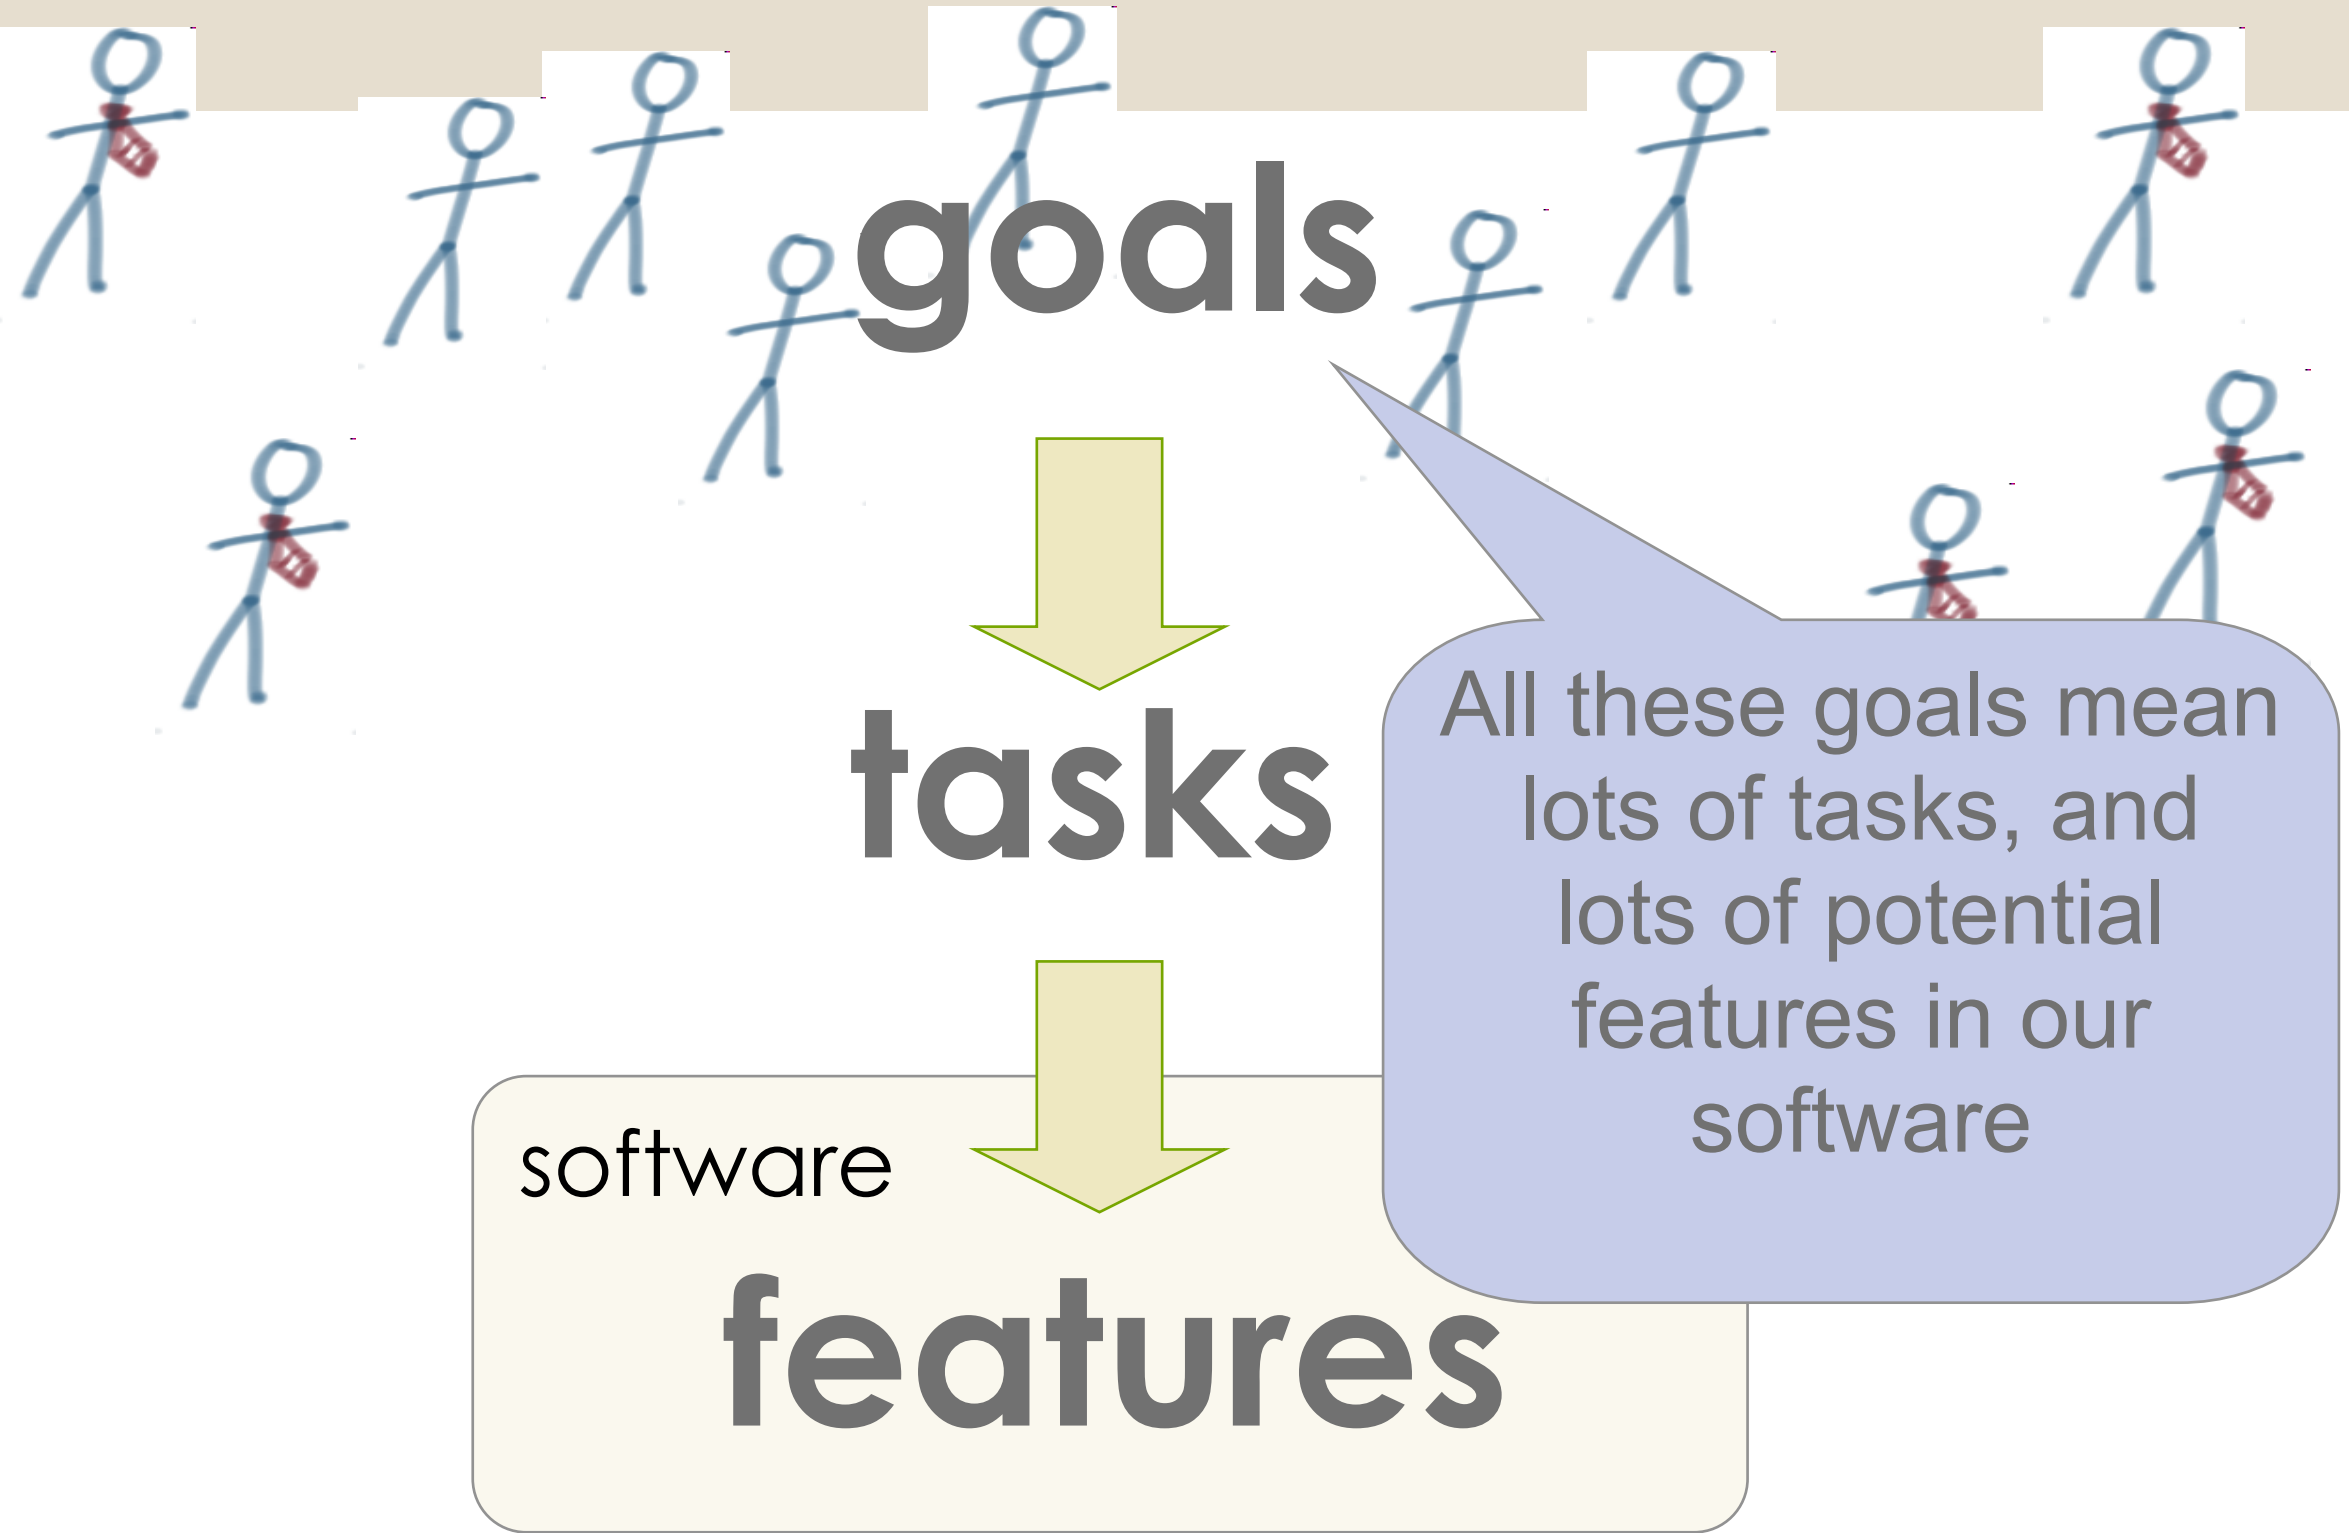 goals
tasks
All these goals mean
lots of tasks, and
lots of potential
features in our
software
software
features